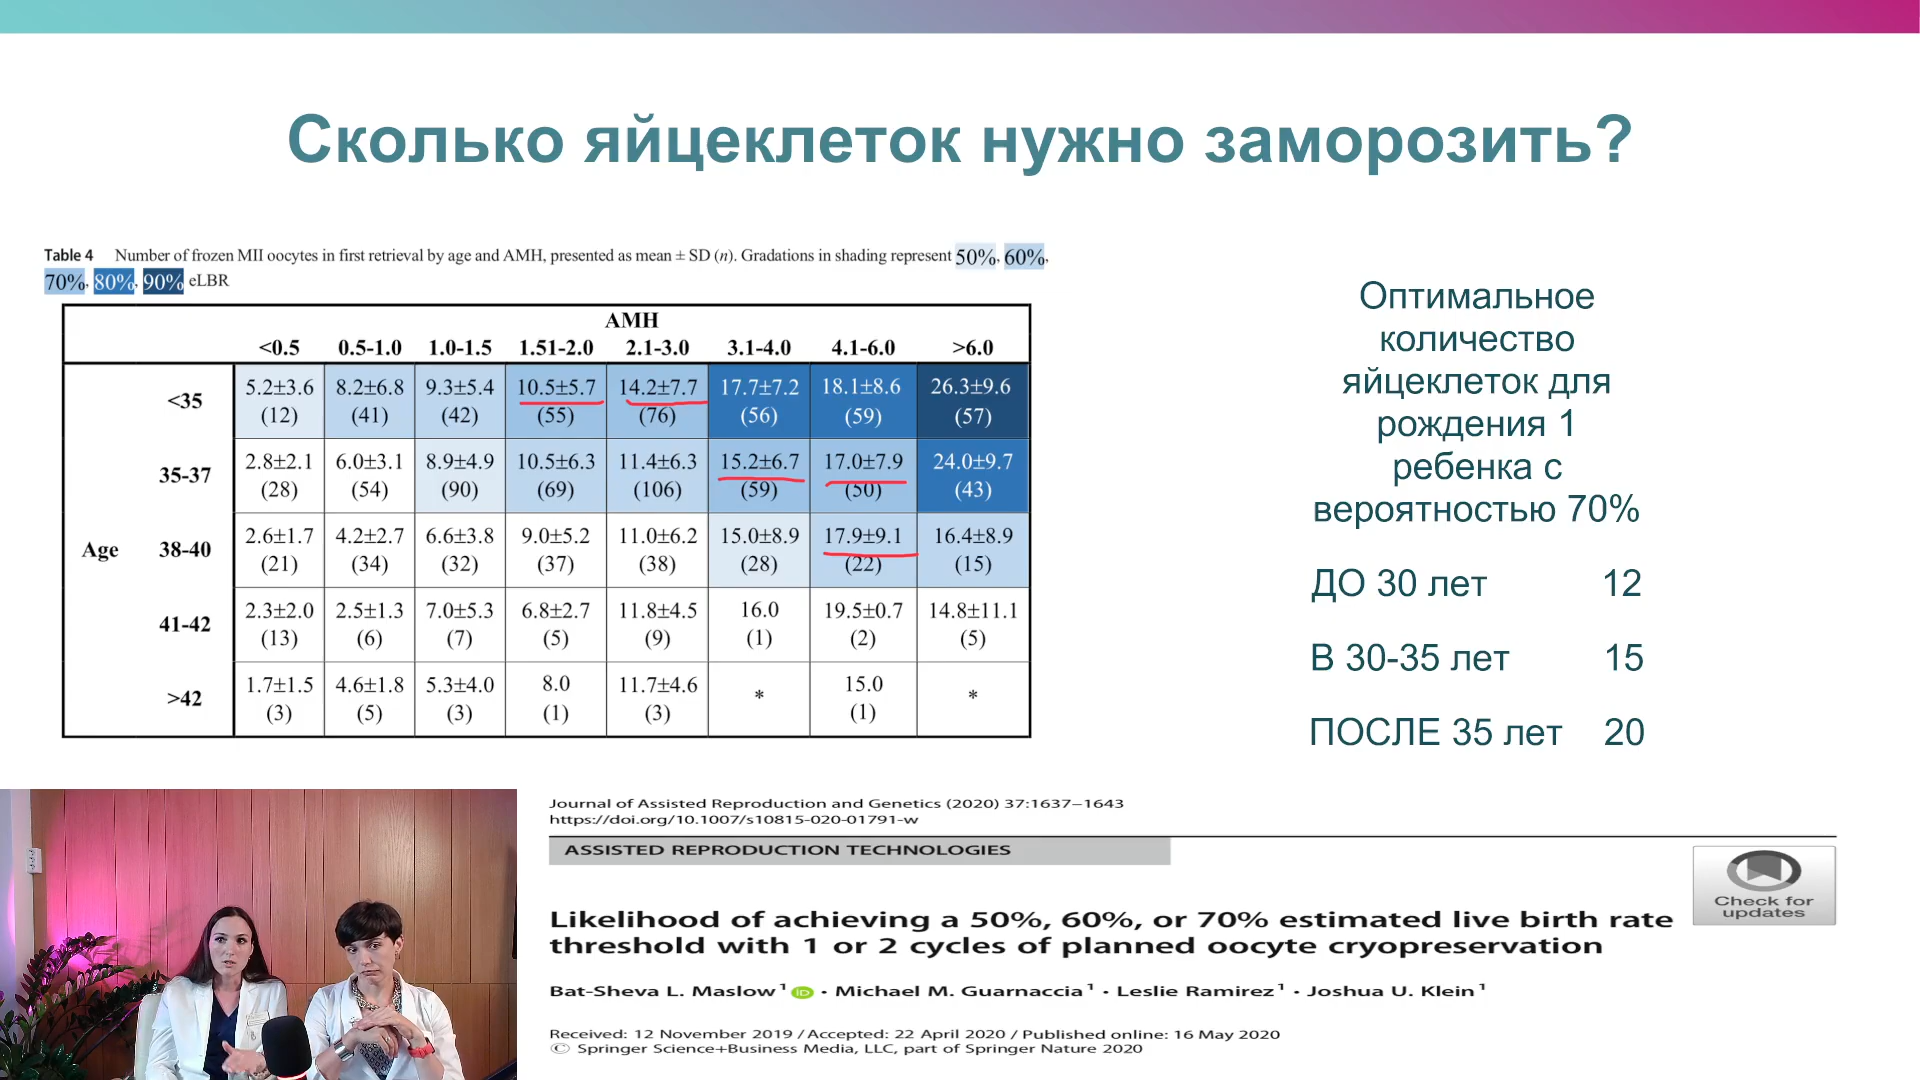 Сколько яйцеклеток нужно заморозить?
Table 4 Number of frozen MII oocytes in first retrieval by age and AMH, presented as mean ± SD (n). Gradations in shading represent 50%, 60%,
70%, 80%, 90% eLBR
AMH
<0.5 0.5-1.0 1.0-1.5 1.51-2.0 2.1-3.0 3.1-4.0 4.1-6.0 >6.0
<35 5.2±3.6 8.2±6.8 9.3±5.4 10.5±5.7 14.2±7.7 17.7±7.2 18.1±8.6 26.3±9.6
(12) (41) (42) (55) (76) (56) (59) (57)
35-37 2.8±2.1 6.0±3.1 8.9±4.9 10.5±6.3 11.4±6.3 15.2±6.7 17.0±7.9 24.0±9.7
(28) (54) (90) (69) (106) (59) (50) (43)
Age 38-40 2.6±1.7 4.2±2.7 6.6±3.8 9.0±5.2 11.0±6.2 15.0±8.9 17.9±9.1 16.4±8.9
(21) (34) (32) (37) (38) (28) (22) (15)
41-42 2.3±2.0 2.5±1.3 7.0±5.3 6.8±2.7 11.8±4.5 16.0 19.5±0.7 14.8±11.1
(13) (6) (7) (5) (9) (1) (2) (5)
>42 1.7±1.5 4.6±1.8 5.3±4.0 8.0 11.7±4.6 * 15.0 *
(3) (5) (3) (1) (3) (1)
Оптимальное
количество
яйцеклеток для
рождения 1
ребенка с
вероятностью 70%
ДО 30 лет 12
В 30-35 лет 15
ПОСЛЕ 35 лет 20
Journal of Assisted Reproduction and Genetics (2020) 37:1637–1643
https://doi.org/10.1007/s10815-020-01791-w
ASSISTED REPRODUCTION TECHNOLOGIES
Check for
updates
Likelihood of achieving a 50%, 60%, or 70% estimated live birth rate
threshold with 1 or 2 cycles of planned oocyte cryopreservation
Bat-Sheva L. Maslow¹ iD · Michael M. Guarnaccia¹ · Leslie Ramirez¹ · Joshua U. Klein¹
Received: 12 November 2019 / Accepted: 22 April 2020 / Published online: 16 May 2020
© Springer Science+Business Media, LLC, part of Springer Nature 2020